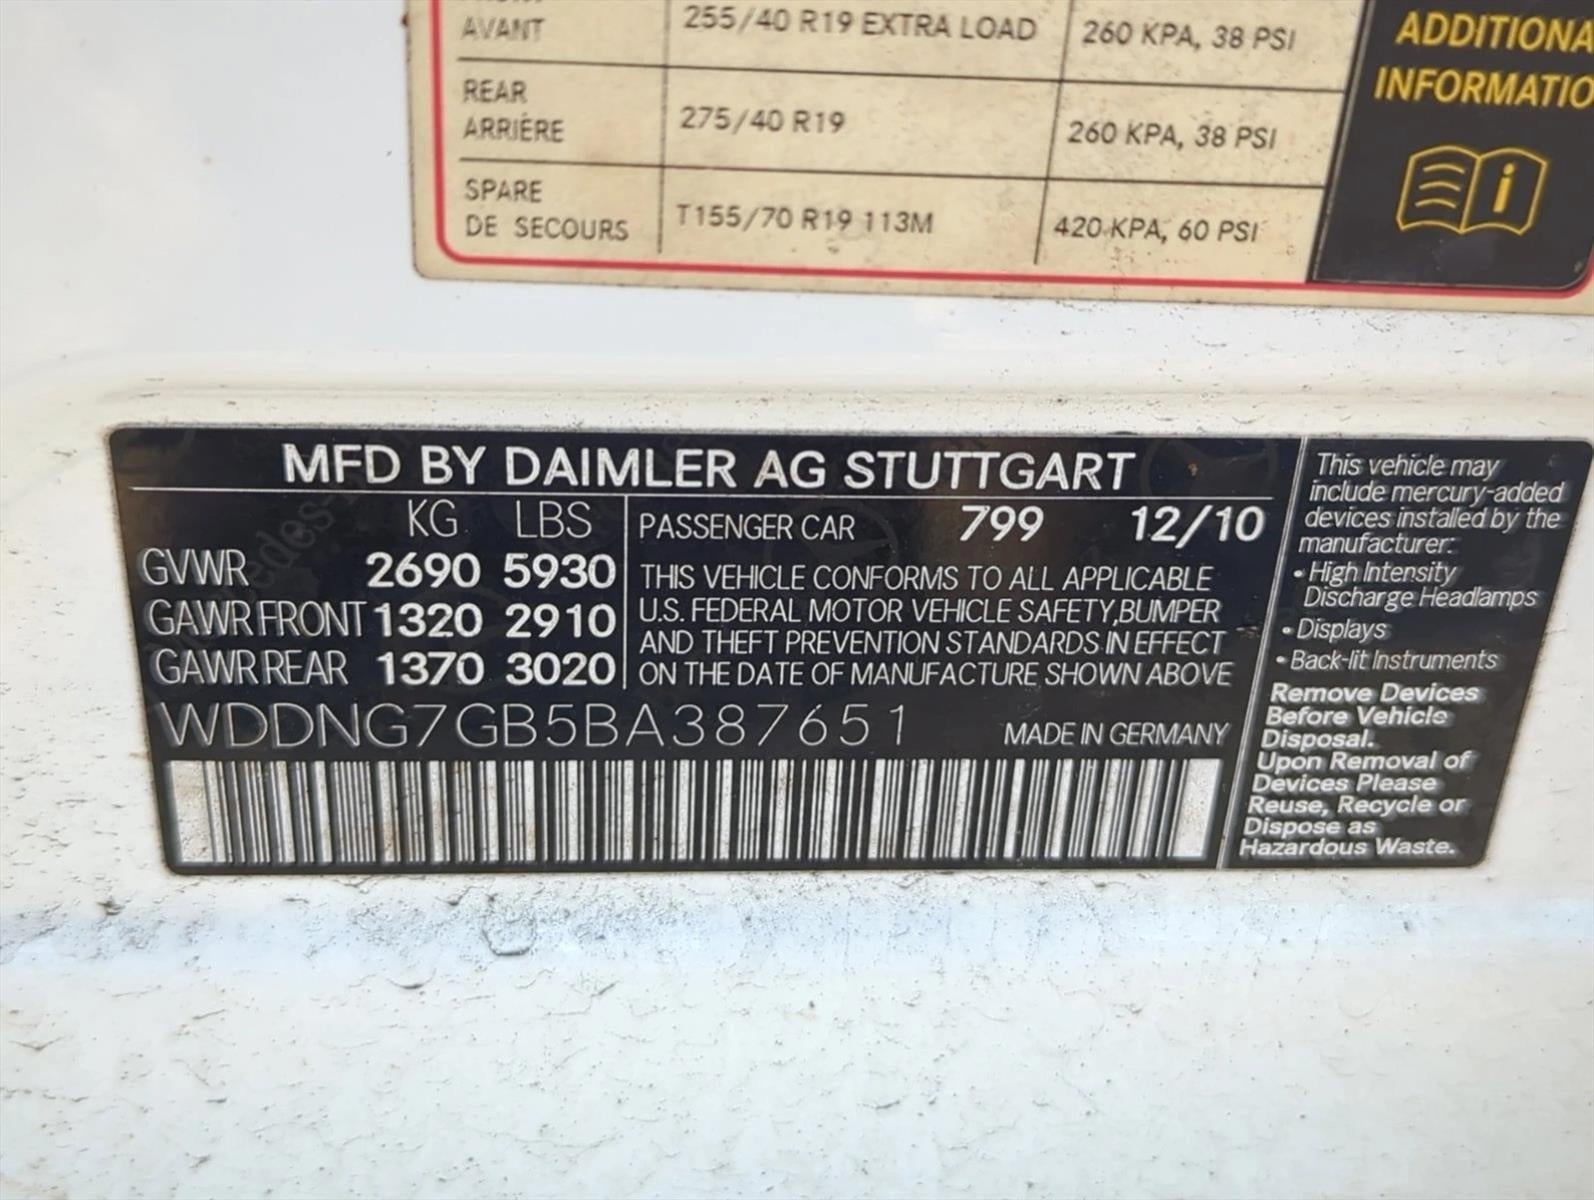 AVANT
255/40 R19 EXTRA LOAD
260 KPA, 38 PSI
REAR
ARRIÈRE
275/40 R19
260 KPA, 38 PSI
SPARE
DE SECOURS
T155/70 R19 113M
420 KPA, 60 PSI
ADDITIONA
INFORMATIO
MFD BY DAIMLER AG STUTTGART
KG LBS
GVWR 2690 5930
GAWR FRONT 1320 2910
GAWR REAR 1370 3020
PASSENGER CAR 799 12/10
THIS VEHICLE CONFORMS TO ALL APPLICABLE
U.S. FEDERAL MOTOR VEHICLE SAFETY,BUMPER
AND THEFT PREVENTION STANDARDS IN EFFECT
ON THE DATE OF MANUFACTURE SHOWN ABOVE
WDDNG7GB5BA387651
MADE IN GERMANY
This vehicle may
include mercury-added
devices installed by the
manufacturer:
• High Intensity
Discharge Headlamps
• Displays
• Back-lit Instruments
Remove Devices
Before Vehicle
Disposal.
Upon Removal of
Devices Please
Reuse, Recycle or
Dispose as
Hazardous Waste.